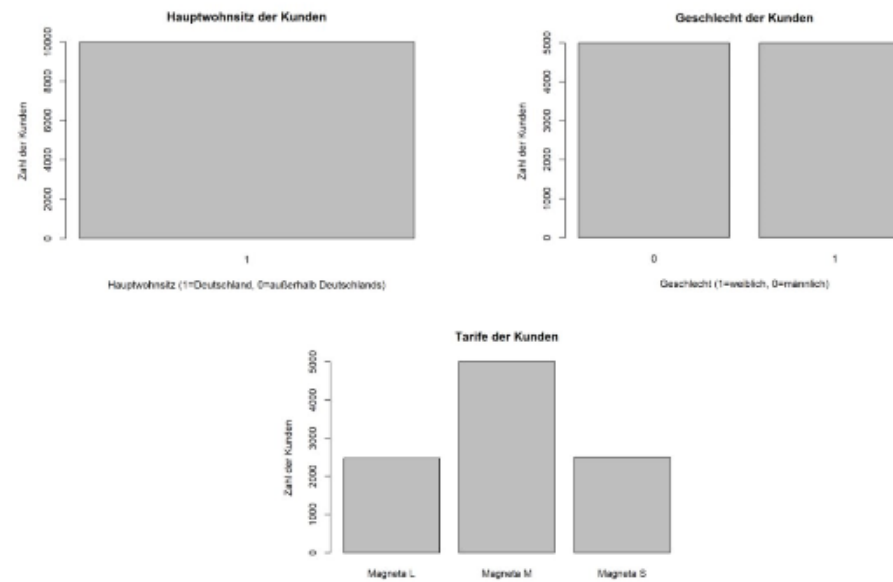 Hauptwohnsitz der Kunden
Zahl der Kunden
10000
8000
6000
4000
2000
0
1
Hauptwohnsitz (1=Deutschland, 0=außerhalb Deutschlands)
Geschlecht der Kunden
Zahl der Kunden
5000
4000
3000
2000
1000
0
0 1
Geschlecht (1=weiblich, 0=männlich)
Tarife der Kunden
Zahl der Kunden
5000
4000
3000
2000
1000
0
Magneta L Magneta M Magneta S